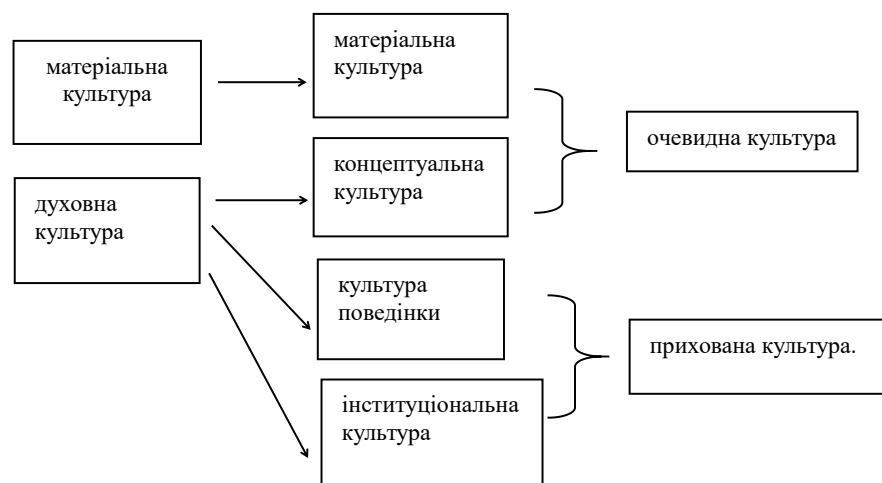 матеріальна
культура
духовна
культура
матеріальна
культура
концептуальна
культура
культура
поведінки
інституціональна
культура
очевидна культура
прихована культура.